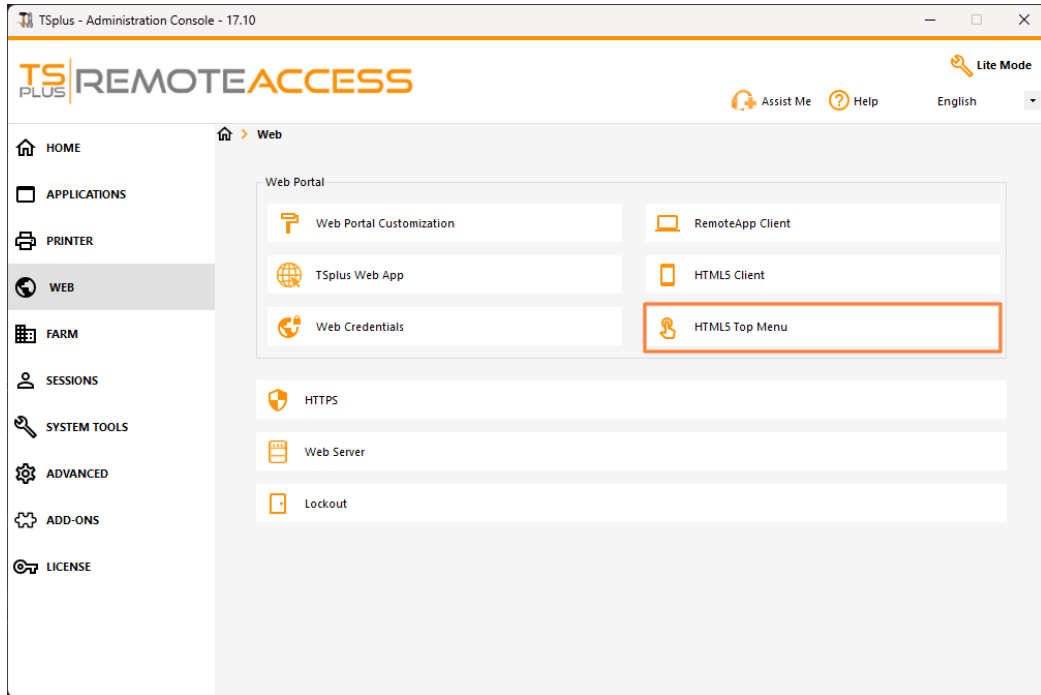 TSplus - Administration Console - 17.10
TS PLUS REMOTEACCESS
Lite Mode
Assist Me
Help
English
HOME
APPLICATIONS
PRINTER
WEB
FARM
SESSIONS
SYSTEM TOOLS
ADVANCED
ADD-ONS
LICENSE
Web
Web Portal
Web Portal Customization
RemoteApp Client
TSplus Web App
HTML5 Client
Web Credentials
HTML5 Top Menu
HTTPS
Web Server
Lockout